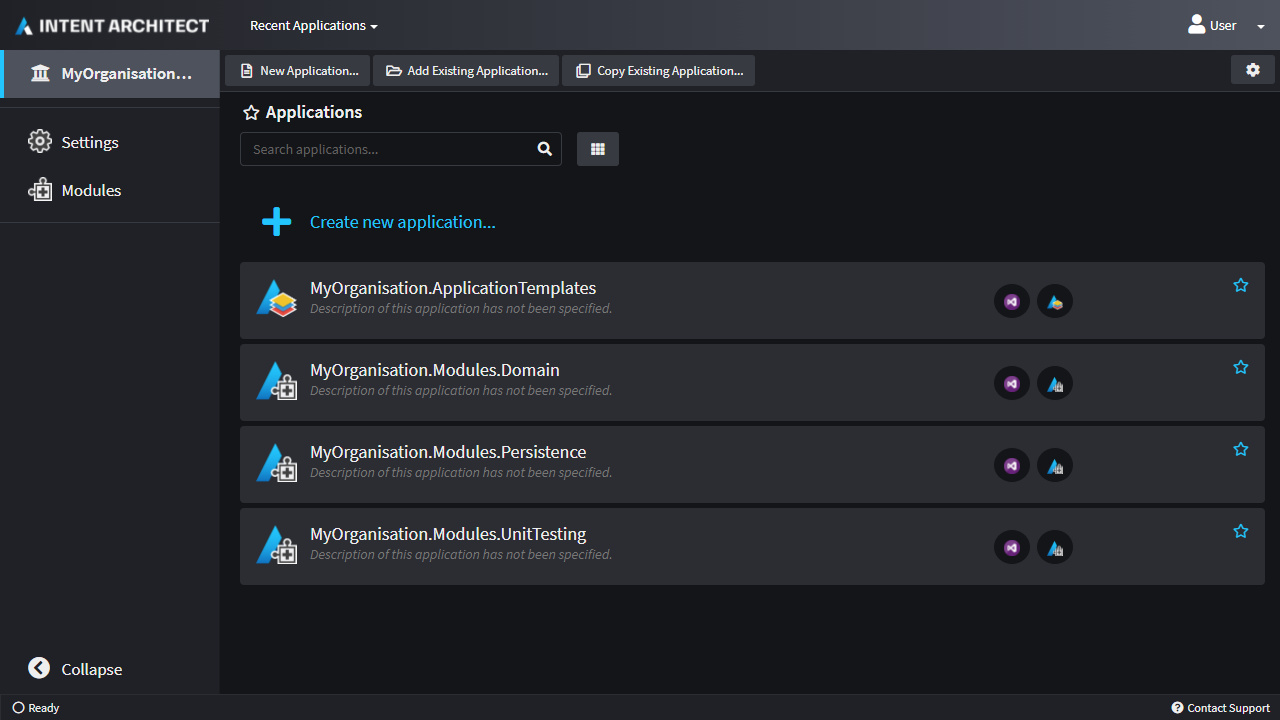 INTENT ARCHITECT
Recent Applications
User
MyOrganisation...
New Application...
Add Existing Application...
Copy Existing Application...
Applications
Search applications...
Settings
Modules
Create new application...
MyOrganisation.ApplicationTemplates
Description of this application has not been specified.
MyOrganisation.Modules.Domain
Description of this application has not been specified.
MyOrganisation.Modules.Persistence
Description of this application has not been specified.
MyOrganisation.Modules.UnitTesting
Description of this application has not been specified.
Collapse
Ready
Contact Support